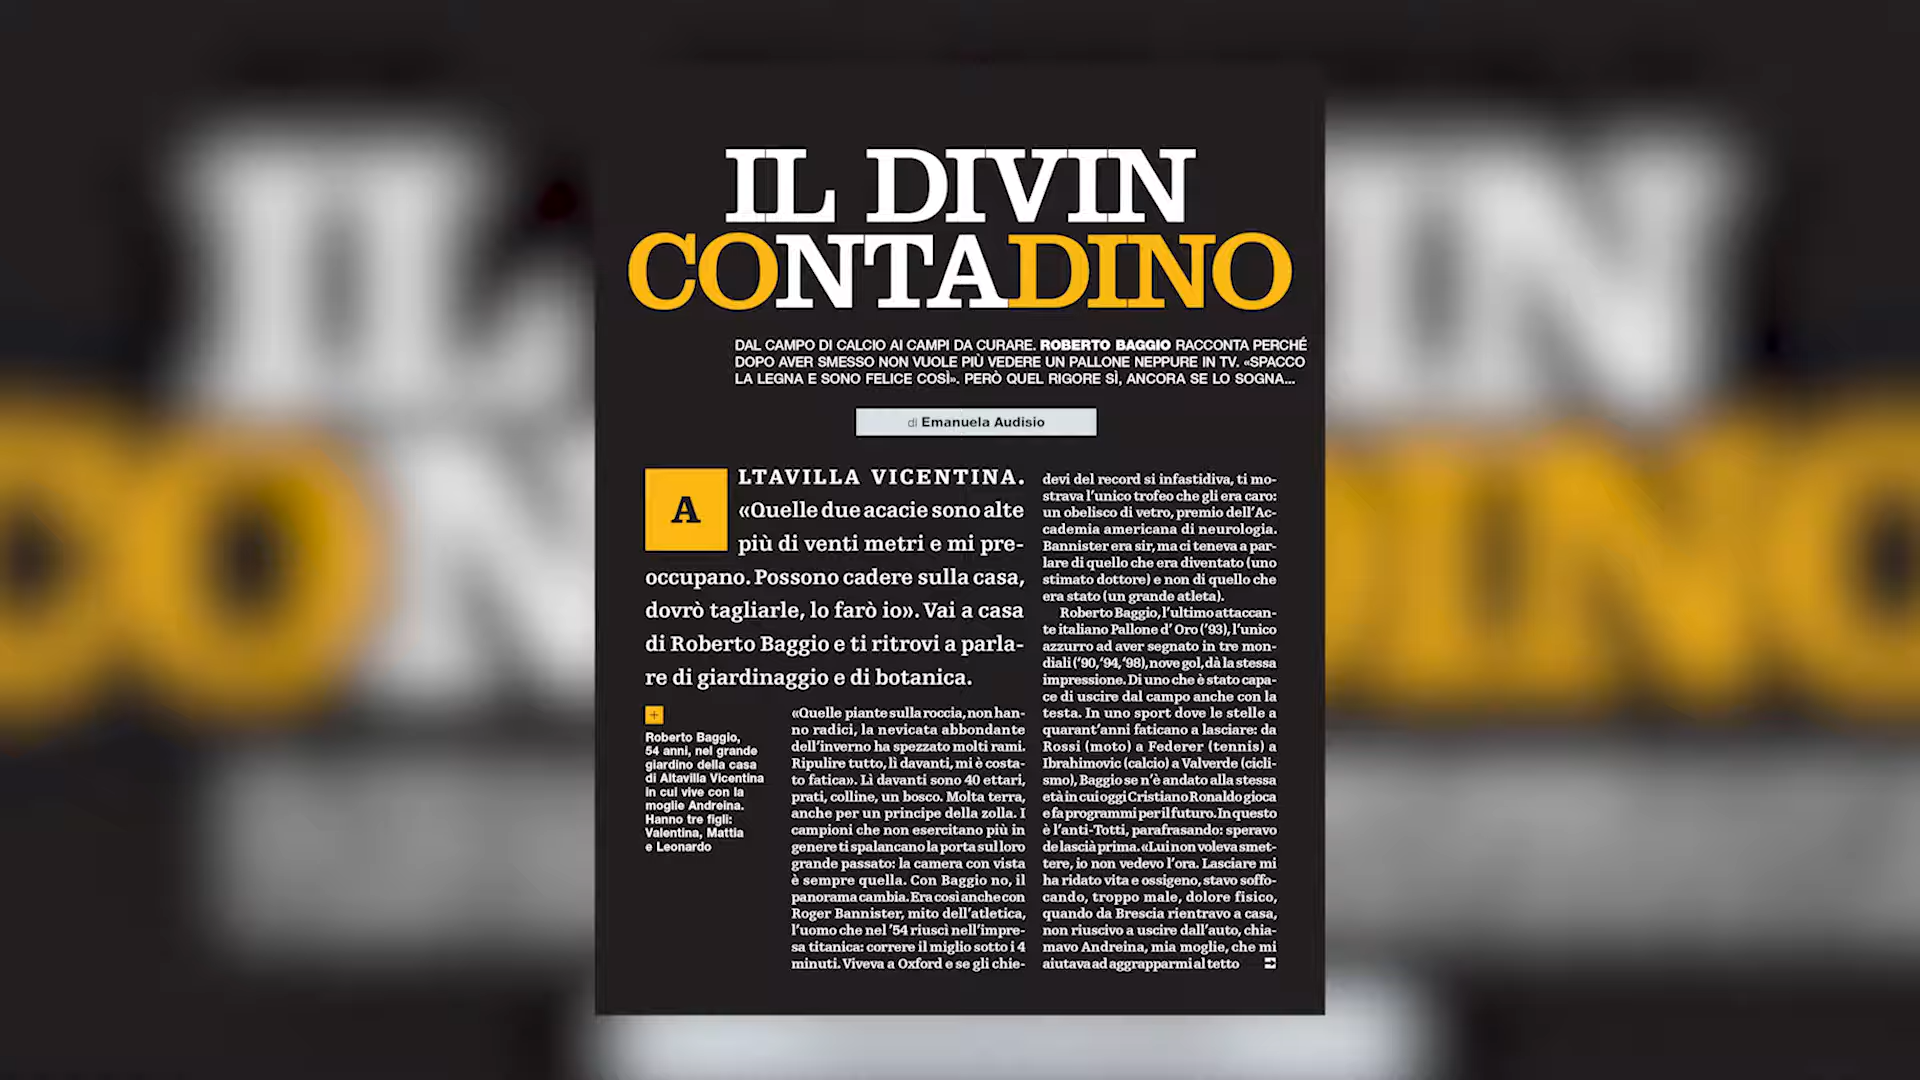 IL DIVIN
CONTADINO
DAL CAMPO DI CALCIO AI CAMPI DA CURARE. ROBERTO BAGGIO RACCONTA PERCHÉ
DOPO AVER SMESSO NON VUOLE PIÙ VEDERE UN PALLONE NEPPURE IN TV. «SPACCO
LA LEGNA E SONO FELICE COSÌ». PERÒ QUEL RIGORE SÌ, ANCORA SE LO SOGNA...
di Emanuela Audisio
A LTAVILLA VICENTINA.
«Quelle due acacie sono alte
più di venti metri e mi pre-
occupano. Possono cadere sulla casa,
dovrò tagliarle, lo farò io». Vai a casa
di Roberto Baggio e ti ritrovi a parla-
re di giardinaggio e di botanica.
+
Roberto Baggio,
54 anni, nel grande
giardino della casa
di Altavilla Vicentina
in cui vive con la
moglie Andreina.
Hanno tre figli:
Valentina, Mattia
e Leonardo
«Quelle piante sulla roccia, non han-
no radici, la nevicata abbondante
dell'inverno ha spezzato molti rami.
Ripulire tutto, lì davanti, mi è costa-
to fatica». Lì davanti sono 40 ettari,
prati, colline, un bosco. Molta terra,
anche per un principe della zolla. I
campioni che non esercitano più in
genere ti spalancano la porta sul loro
grande passato: la camera con vista
è sempre quella. Con Baggio no, il
panorama cambia. Era così anche con
Roger Bannister, mito dell'atletica,
l'uomo che nel '54 riuscì nell'impre-
sa titanica: correre il miglio sotto i 4
minuti. Viveva a Oxford e se gli chie-
devi del record si infastidiva, ti mo-
strava l'unico trofeo che gli era caro:
un obelisco di vetro, premio dell'Ac-
cademia americana di neurologia.
Bannister era sir, ma ci teneva a par-
lare di quello che era diventato (uno
stimato dottore) e non di quello che
era stato (un grande atleta).
Roberto Baggio, l'ultimo attaccan-
te italiano Pallone d' Oro ('93), l'unico
azzurro ad aver segnato in tre mon-
diali ('90, '94, '98), nove gol, dà la stessa
impressione. Di uno che è stato capa-
ce di uscire dal campo anche con la
testa. In uno sport dove le stelle a
quarant'anni faticano a lasciare: da
Rossi (moto) a Federer (tennis) a
Ibrahimovic (calcio) a Valverde (cicli-
smo), Baggio se n'è andato alla stessa
età in cui oggi Cristiano Ronaldo gioca
e fa programmi per il futuro. In questo
è l'anti-Totti, parafrasando: speravo
de lascià prima. «Lui non voleva smet-
tere, io non vedevo l'ora. Lasciare mi
ha ridato vita e ossigeno, stavo soffo-
cando, troppo male, dolore fisico,
quando da Brescia rientravo a casa,
non riuscivo a uscire dall'auto, chia-
mavo Andreina, mia moglie, che mi
aiutava ad aggrapparmi al tetto